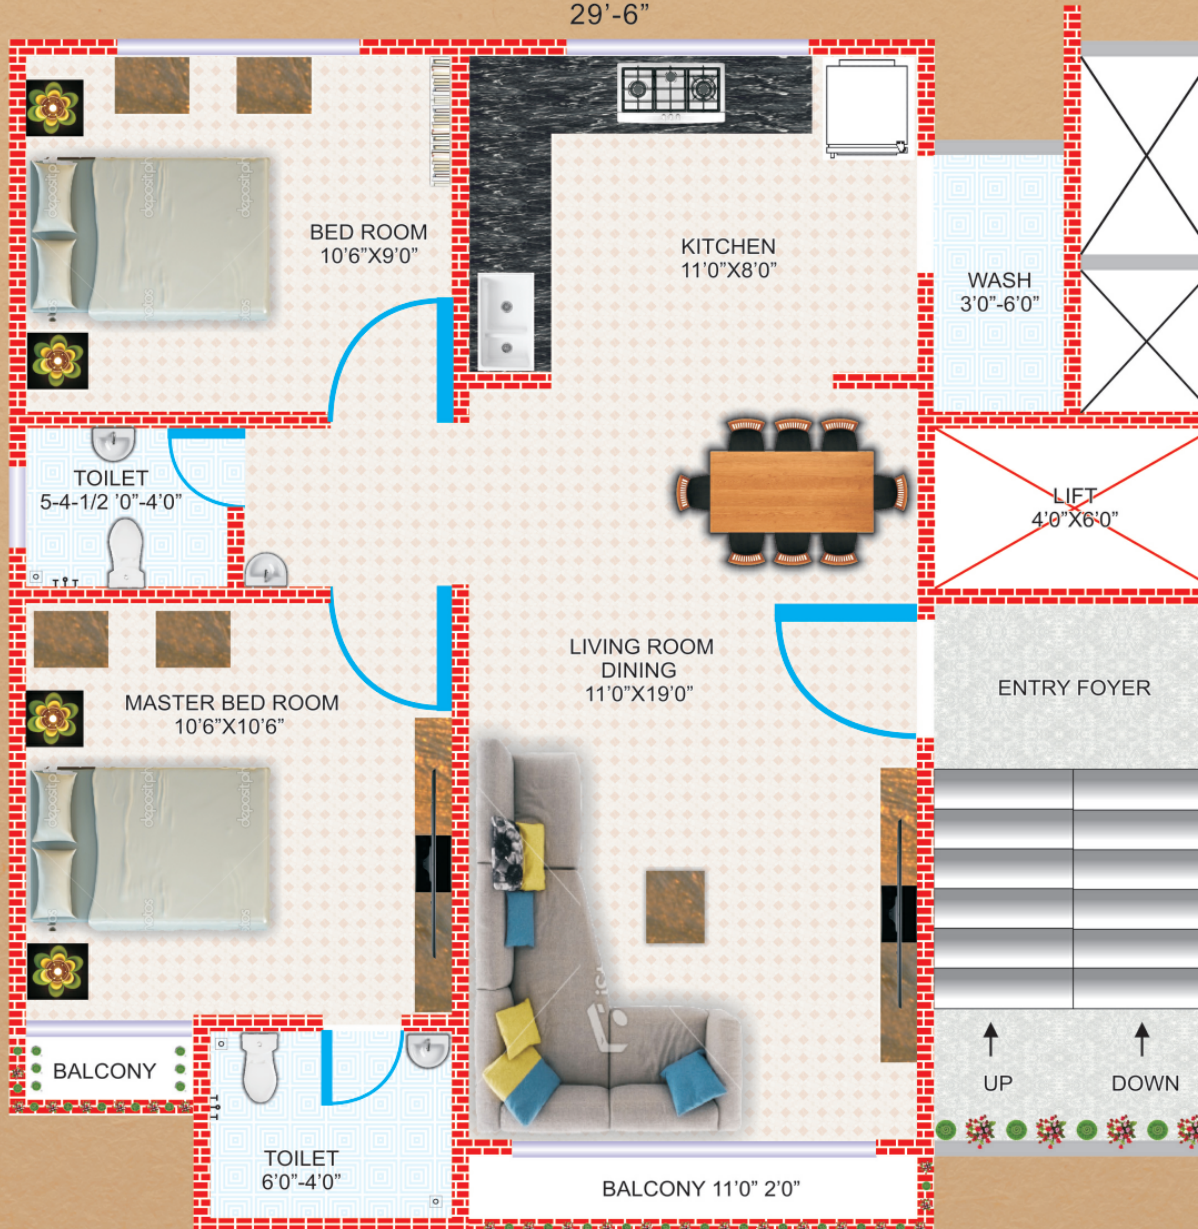 29'-6"
BED ROOM
10'6"X9'0"
KITCHEN
11'0"X8'0"
WASH
3'0"-6'0"
TOILET
5-4-1/2 '0"-4'0"
LIFT
4'0"X6'0"
LIVING ROOM
DINING
11'0"X19'0"
ENTRY FOYER
MASTER BED ROOM
10'6"X10'6"
BALCONY
UP
DOWN
TOILET
6'0"-4'0"
BALCONY 11'0" 2'0"